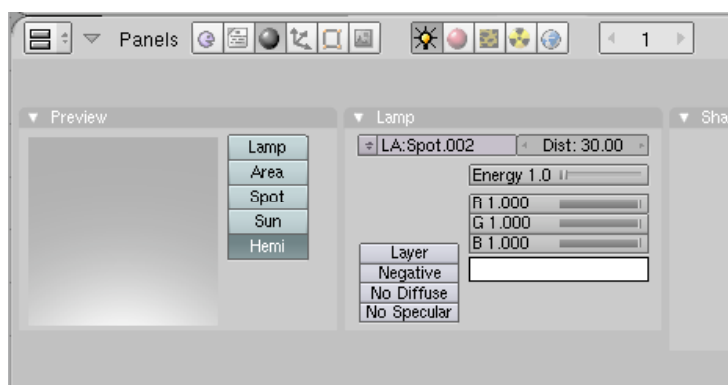 Panels 1
Preview
Lamp
Area
Spot
Sun
Hemi
Lamp
LA:Spot.002 Dist: 30.00
Energy 1.0
R 1.000
G 1.000
B 1.000
Layer
Negative
No Diffuse
No Specular
Sha